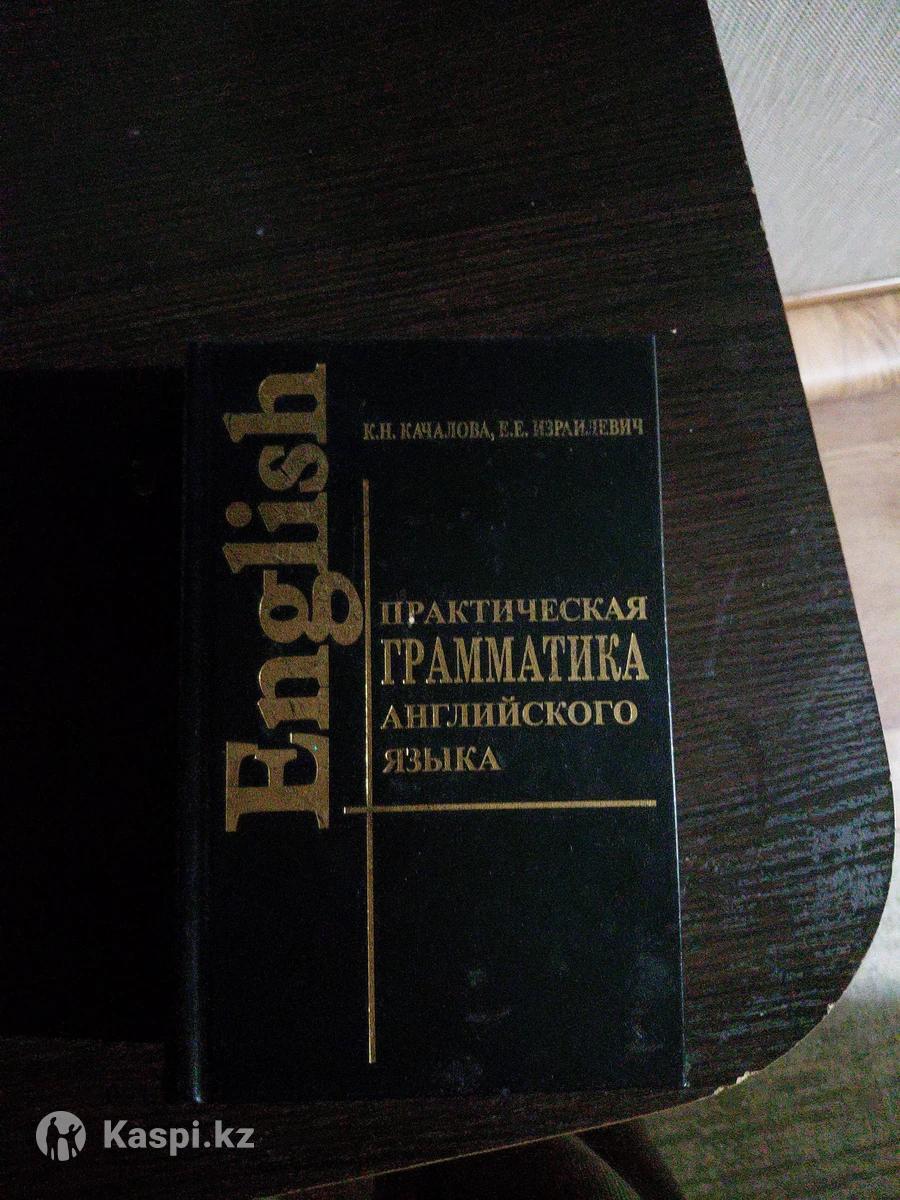 English
К.Н. КАЧАЛОВА, Е.Е. ИЗРАИЛЕВИЧ
ПРАКТИЧЕСКАЯ
ГРАММАТИКА
АНГЛИЙСКОГО
ЯЗЫКА
Kaspi.kz